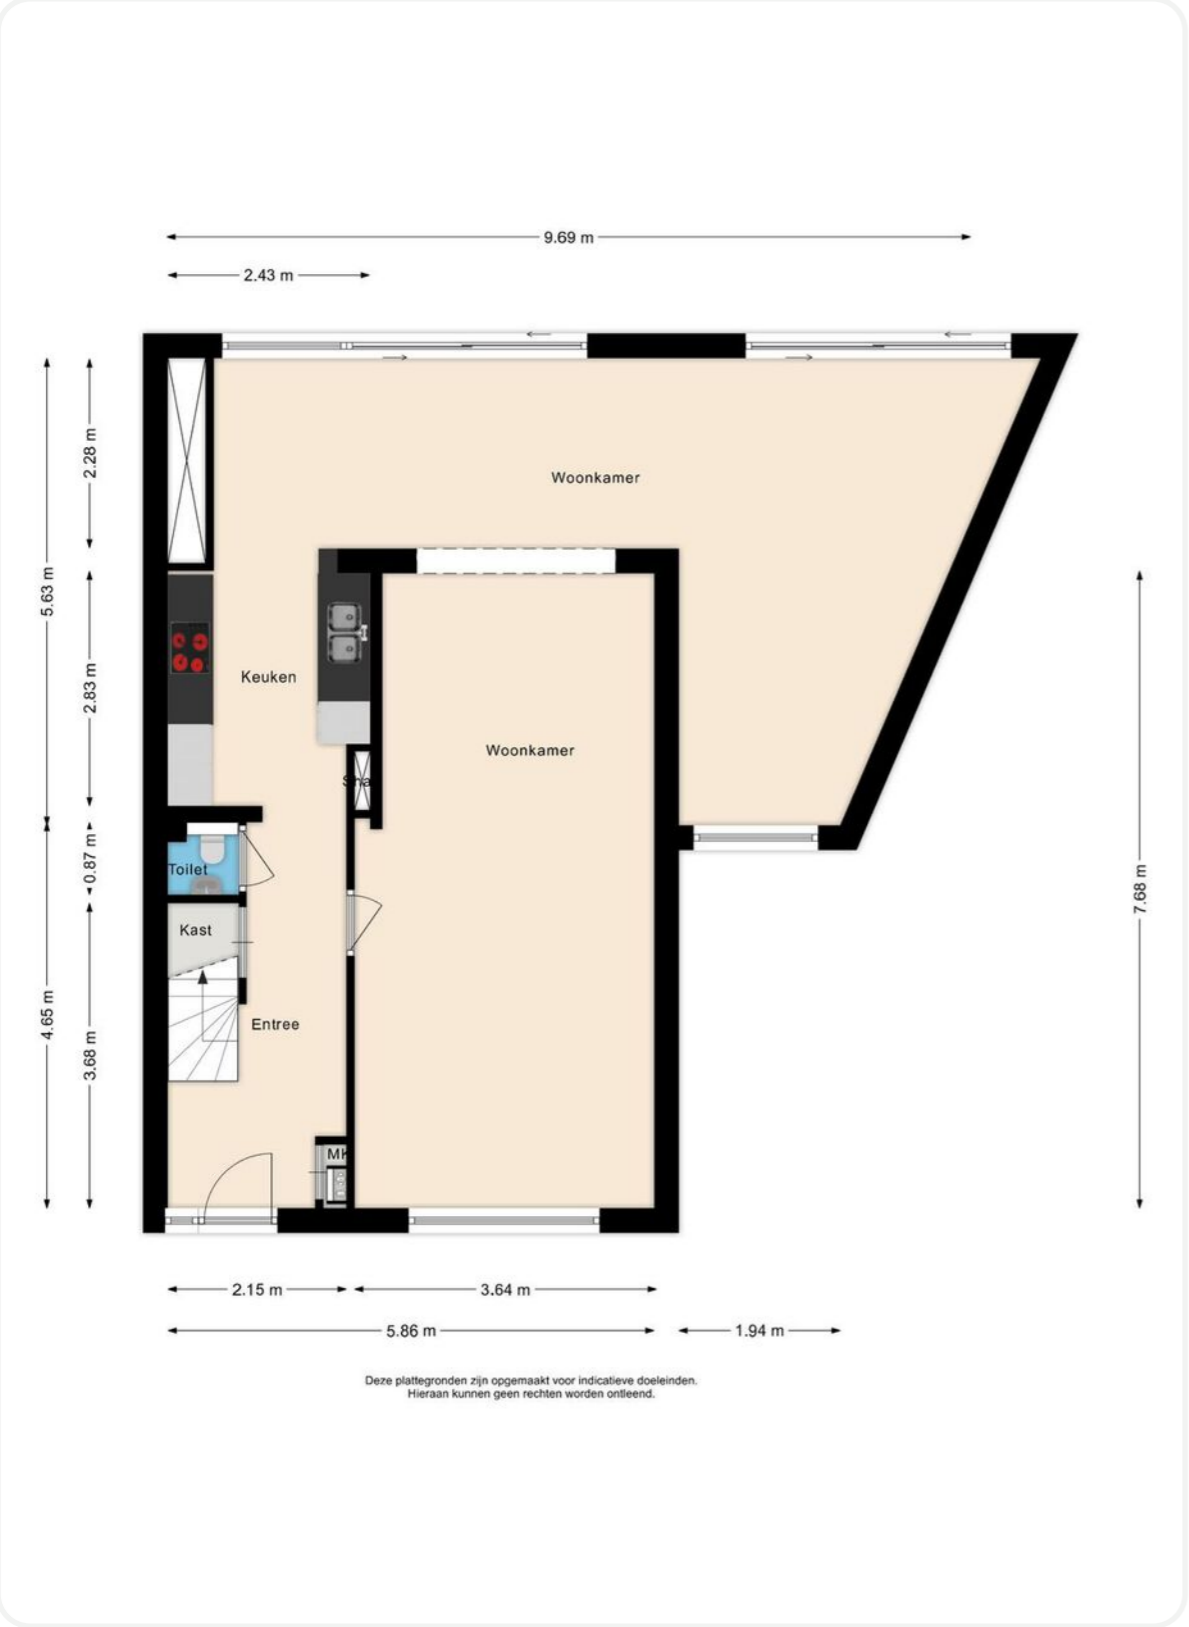 9.69 m
2.43 m
2.28 m
5.63 m
Woonkamer
2.83 m
Keuken
Woonkamer
Sha
0.87 m
Toilet
7.68 m
Kast
4.65 m
Entree
3.68 m
MK
2.15 m
3.64 m
5.86 m
1.94 m
Deze plattegronden zijn opgemaakt voor indicatieve doeleinden.
Hieraan kunnen geen rechten worden ontleend.